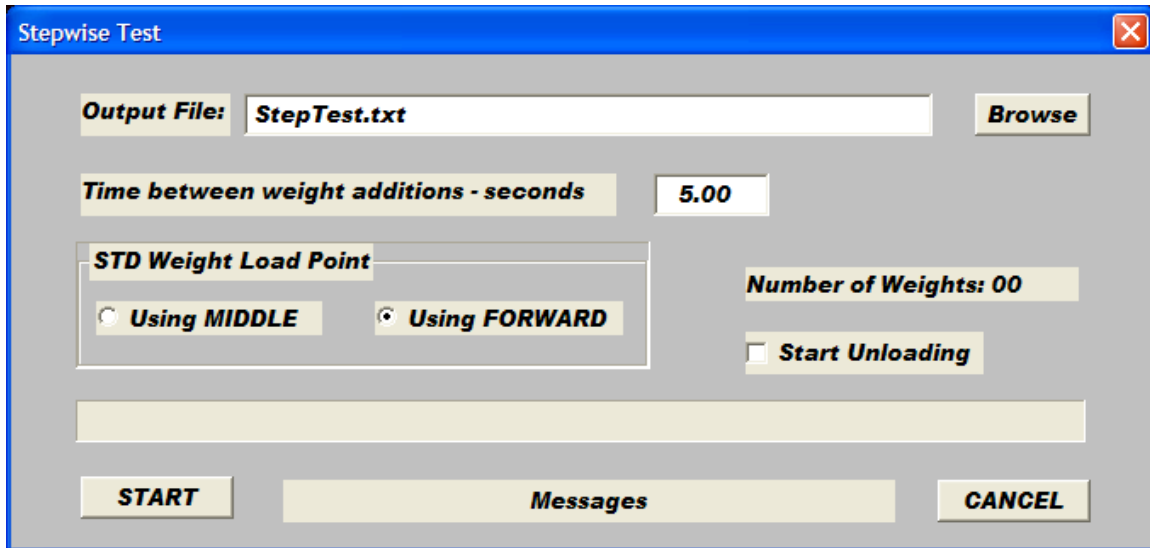 Stepwise Test
Output File: StepTest.txt Browse
Time between weight additions - seconds 5.00
STD Weight Load Point
Number of Weights: 00
Using MIDDLE Using FORWARD
Start Unloading
START Messages CANCEL